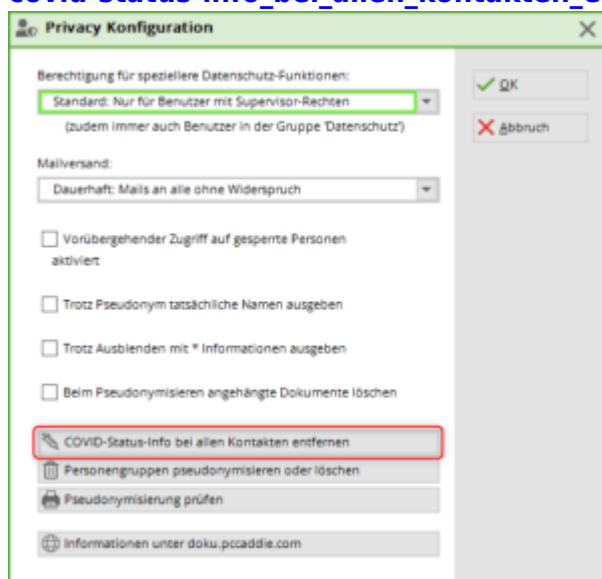 covid-status-info_bei_allen_kontakten_e
Privacy Konfiguration
Berechtigung für speziellere Datenschutz-Funktionen:
Standard: Nur für Benutzer mit Supervisor-Rechten
(zudem immer auch Benutzer in der Gruppe 'Datenschutz')
OK
Abbruch
Mailversand:
Dauerhaft: Mails an alle ohne Widerspruch
Vorübergehender Zugriff auf gesperrte Personen
aktiviert
Trotz Pseudonym tatsächliche Namen ausgeben
Trotz Ausblenden mit * Informationen ausgeben
Beim Pseudonymisieren angehängte Dokumente löschen
COVID-Status-Info bei allen Kontakten entfernen
Personengruppen pseudonymisieren oder löschen
Pseudonymisierung prüfen
Informationen unter doku.pccaddie.com